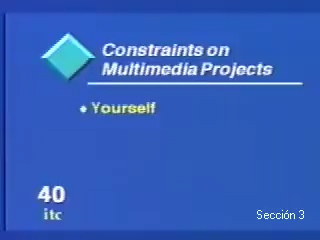 Constraints on
Multimedia Projects
♦ Yourself
40
itc
Sección 3